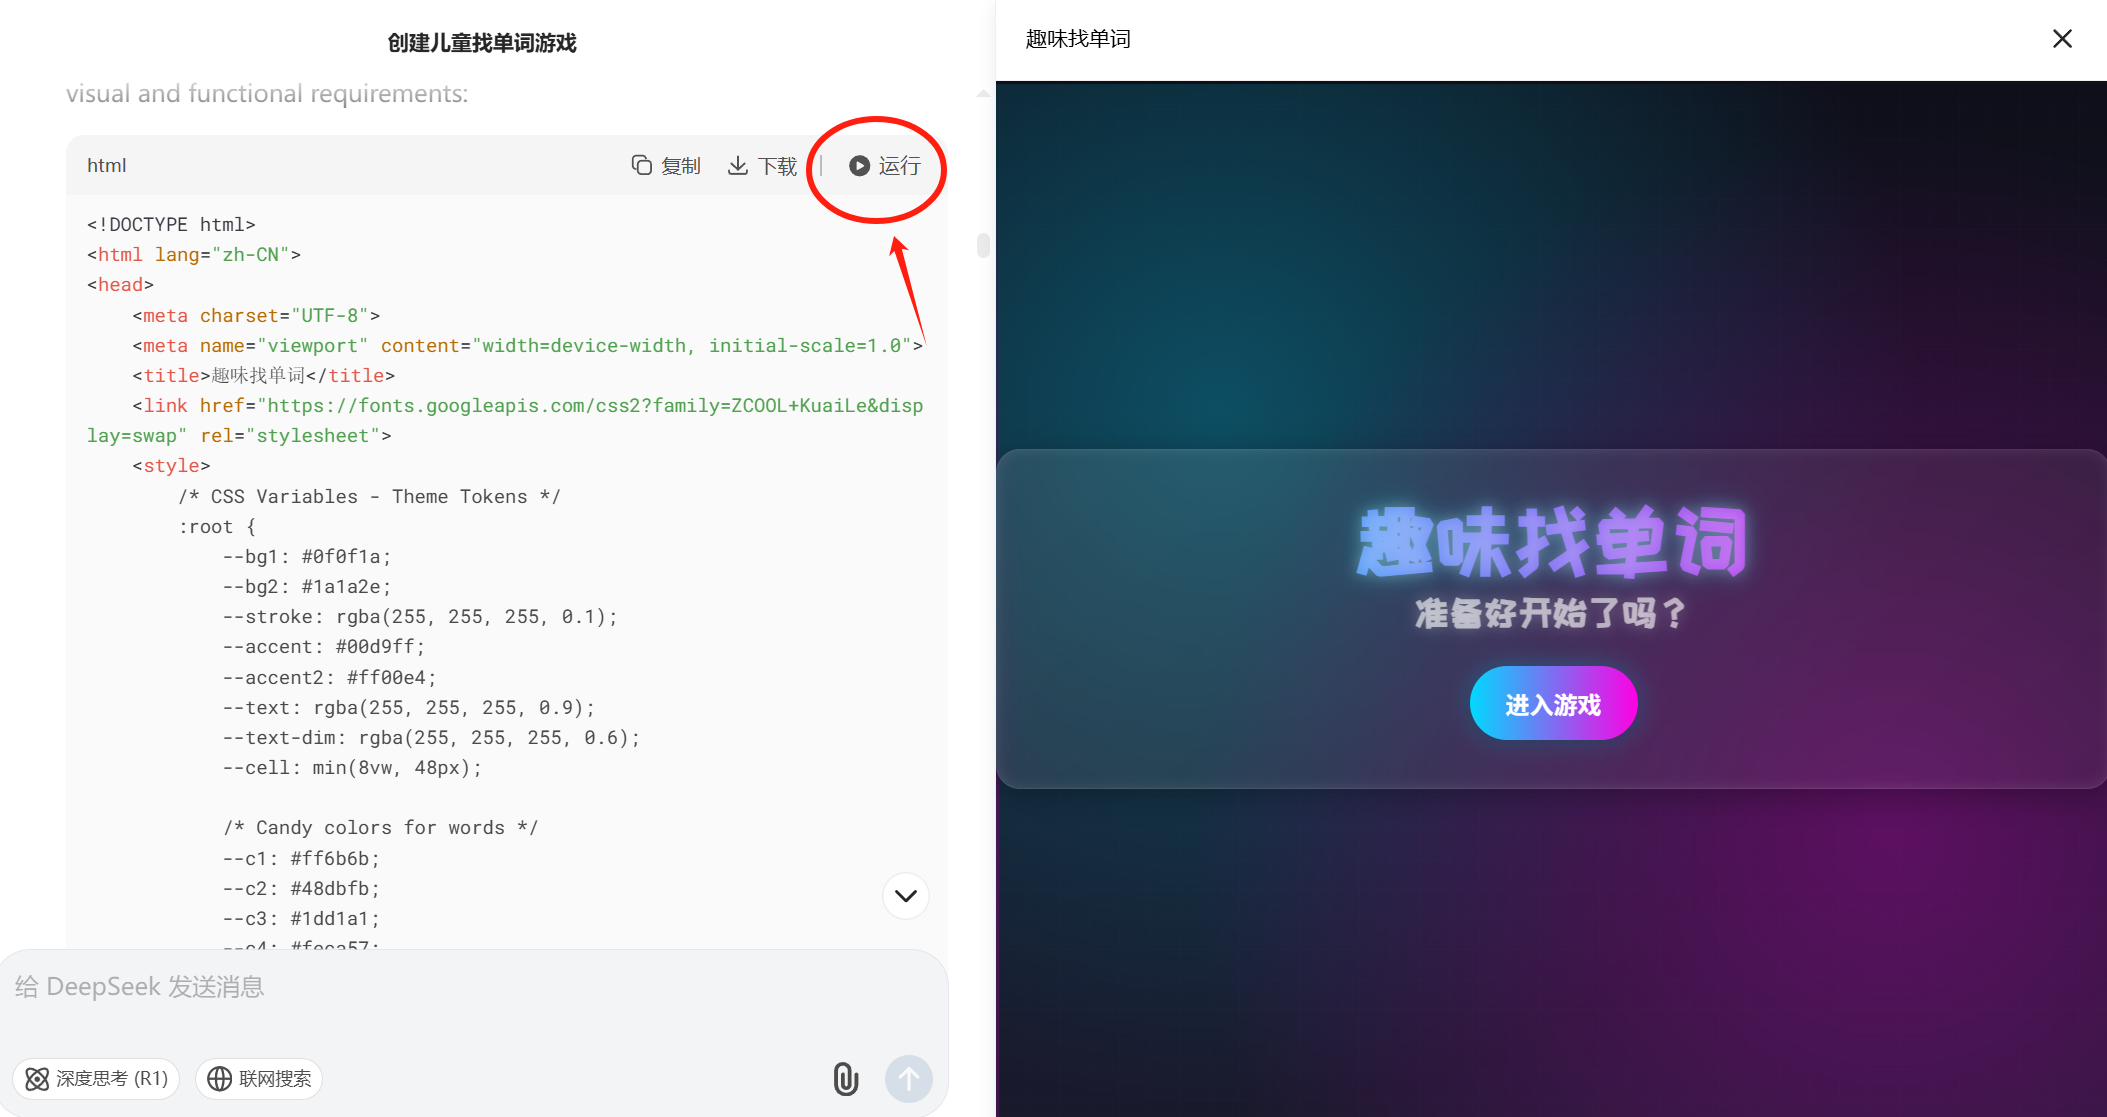 创建儿童找单词游戏
visual and functional requirements:
html
复制
下载
运行
<!DOCTYPE html>
<html lang="zh-CN">
<head>
    <meta charset="UTF-8">
    <meta name="viewport" content="width=device-width, initial-scale=1.0">
    <title>趣味找单词</title>
    <link href="https://fonts.googleapis.com/css2?family=ZCOOL+KuaiLe&disp
lay=swap" rel="stylesheet">
    <style>
        /* CSS Variables - Theme Tokens */
        :root {
            --bg1: #0f0f1a;
            --bg2: #1a1a2e;
            --stroke: rgba(255, 255, 255, 0.1);
            --accent: #00d9ff;
            --accent2: #ff00e4;
            --text: rgba(255, 255, 255, 0.9);
            --text-dim: rgba(255, 255, 255, 0.6);
            --cell: min(8vw, 48px);
            /* Candy colors for words */
            --c1: #ff6b6b;
            --c2: #48dbfb;
            --c3: #1dd1a1;
            --c4: #feca57;
给 DeepSeek 发送消息
深度思考 (R1)
联网搜索
趣味找单词
趣味找单词
准备好开始了吗？
进入游戏